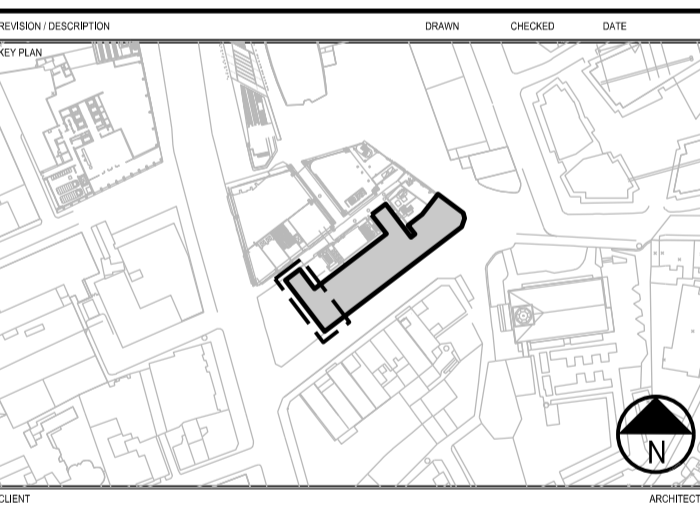 REVISION / DESCRIPTION DRAWN CHECKED DATE
KEY PLAN
N
CLIENT ARCHITECT